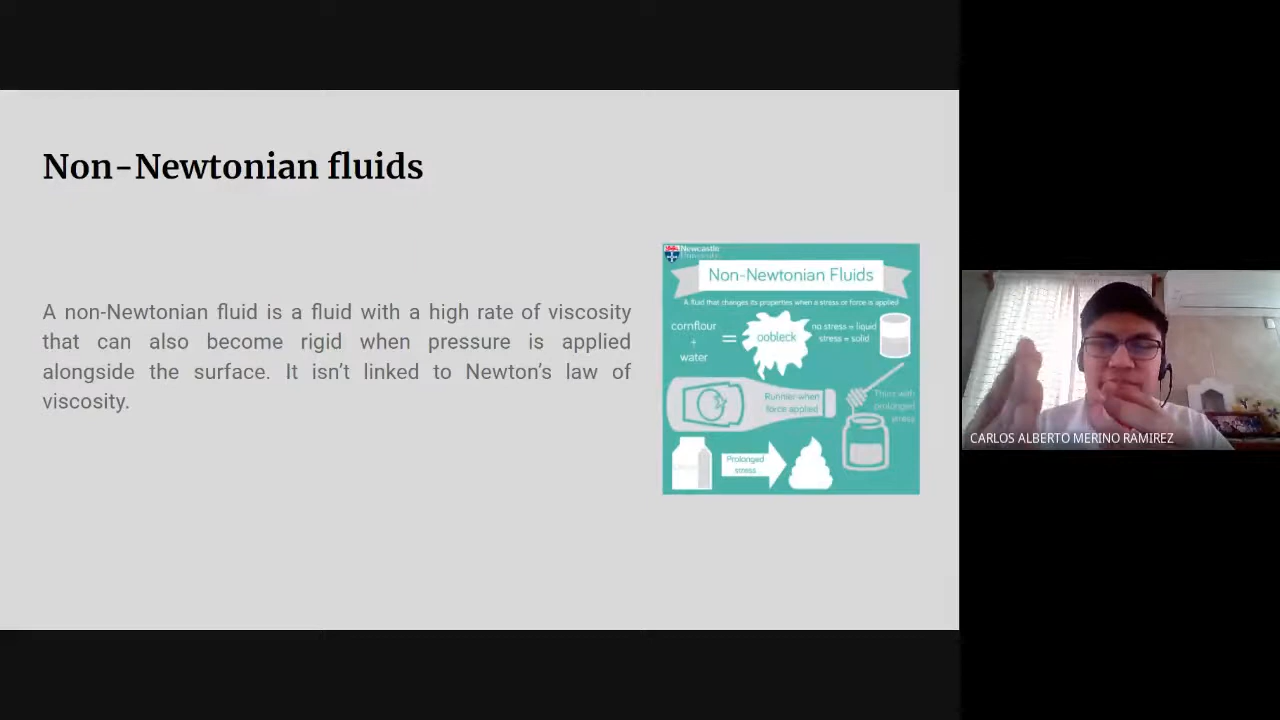 Non-Newtonian fluids
A non-Newtonian fluid is a fluid with a high rate of viscosity
that can also become rigid when pressure is applied
alongside the surface. It isn't linked to Newton's law of
viscosity.
Newcastle
University
Non-Newtonian Fluids
A fluid that changes its properties when a stress or force is applied
cornflour
+
water
=
oobleck
no stress = liquid
stress = solid
Runnier when
force applied
Thins with
prolonged
stress
Prolonged
stress
CARLOS ALBERTO MERINO RAMIREZ